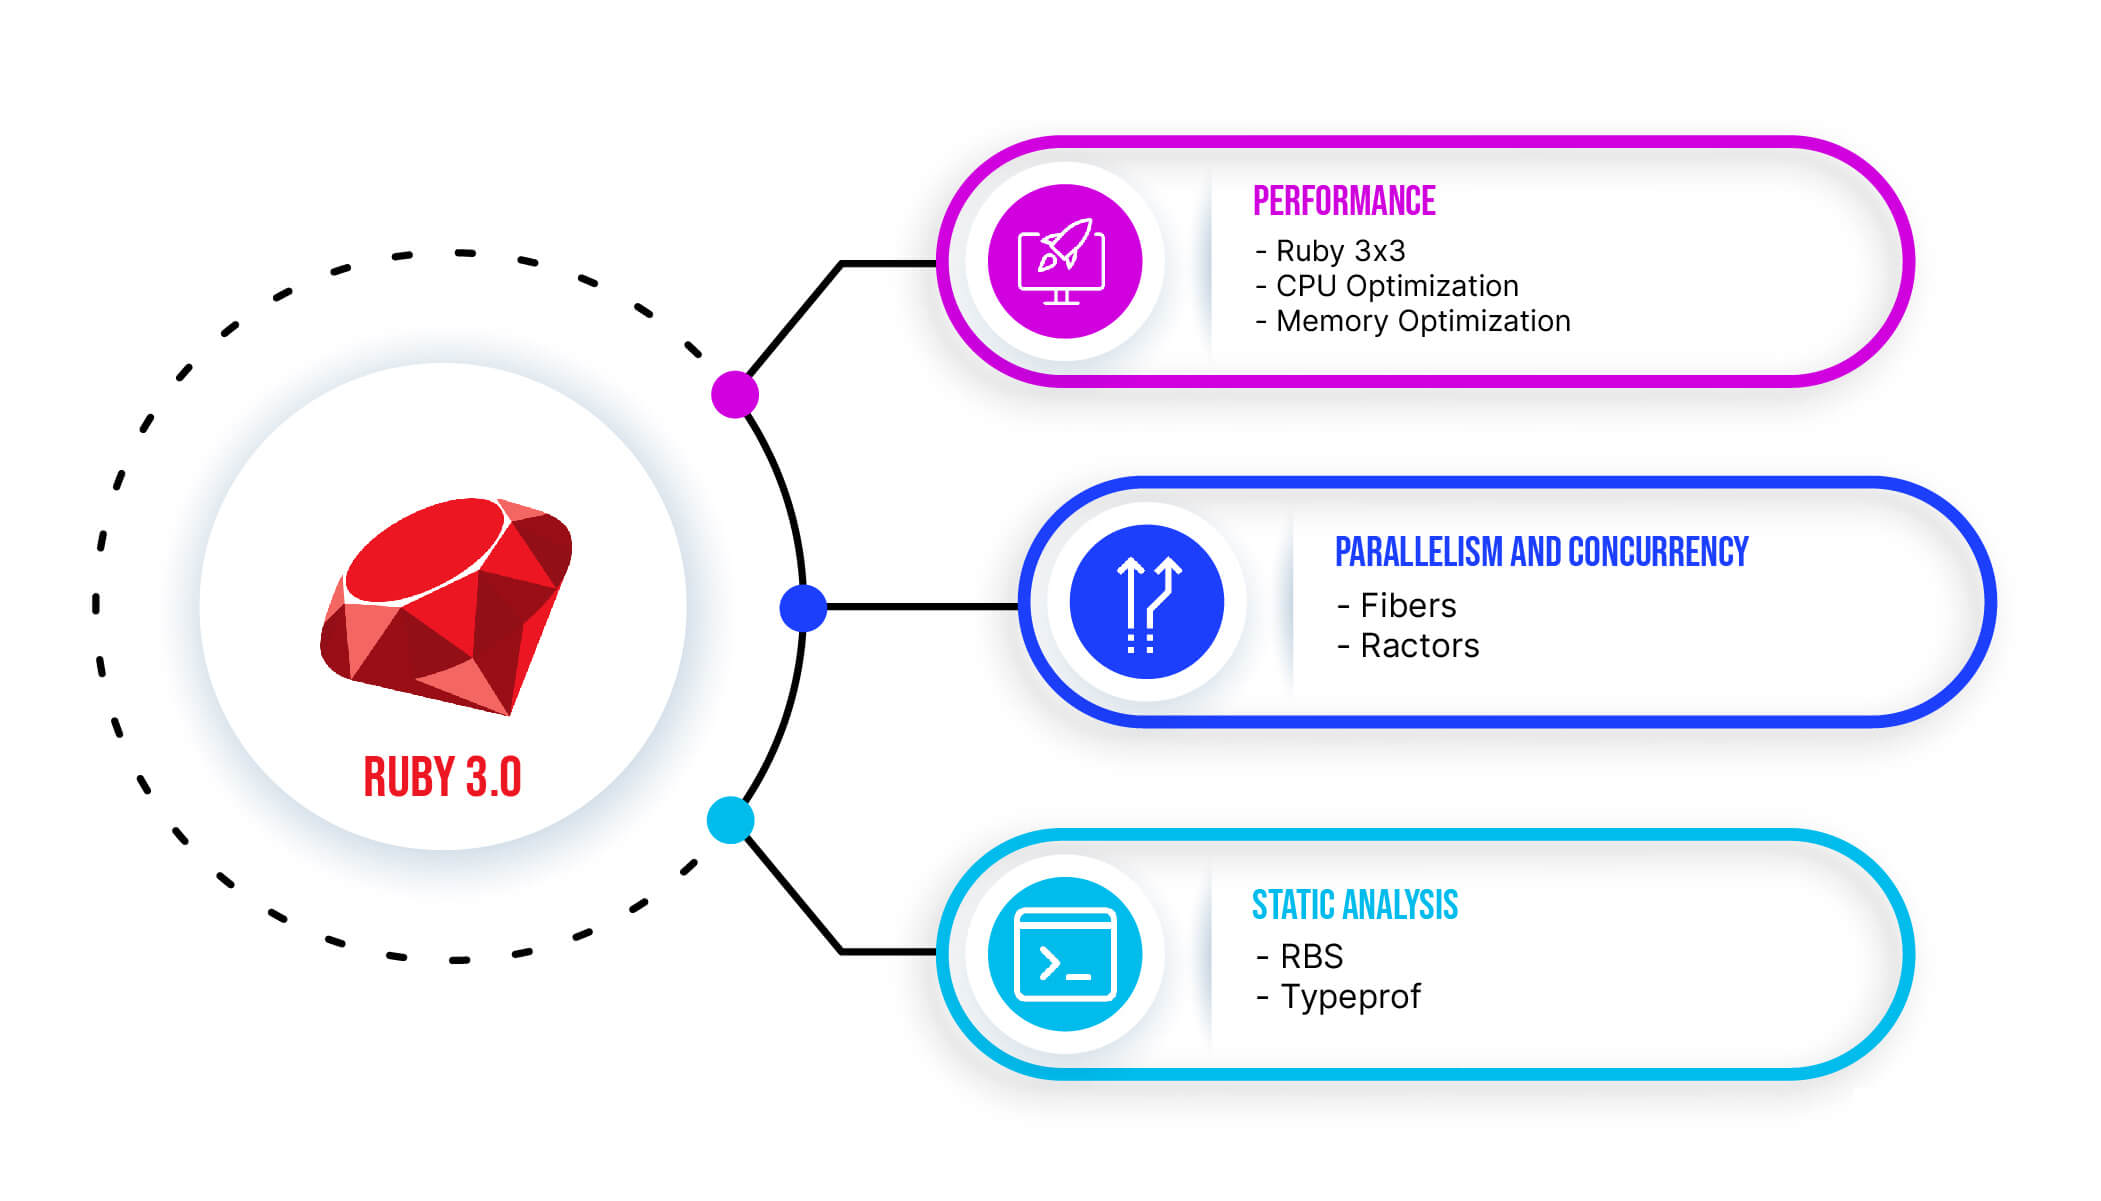 RUBY 3.0
PERFORMANCE
- Ruby 3x3
- CPU Optimization
- Memory Optimization
PARALLELISM AND CONCURRENCY
- Fibers
- Ractors
STATIC ANALYSIS
- RBS
- Typeprof